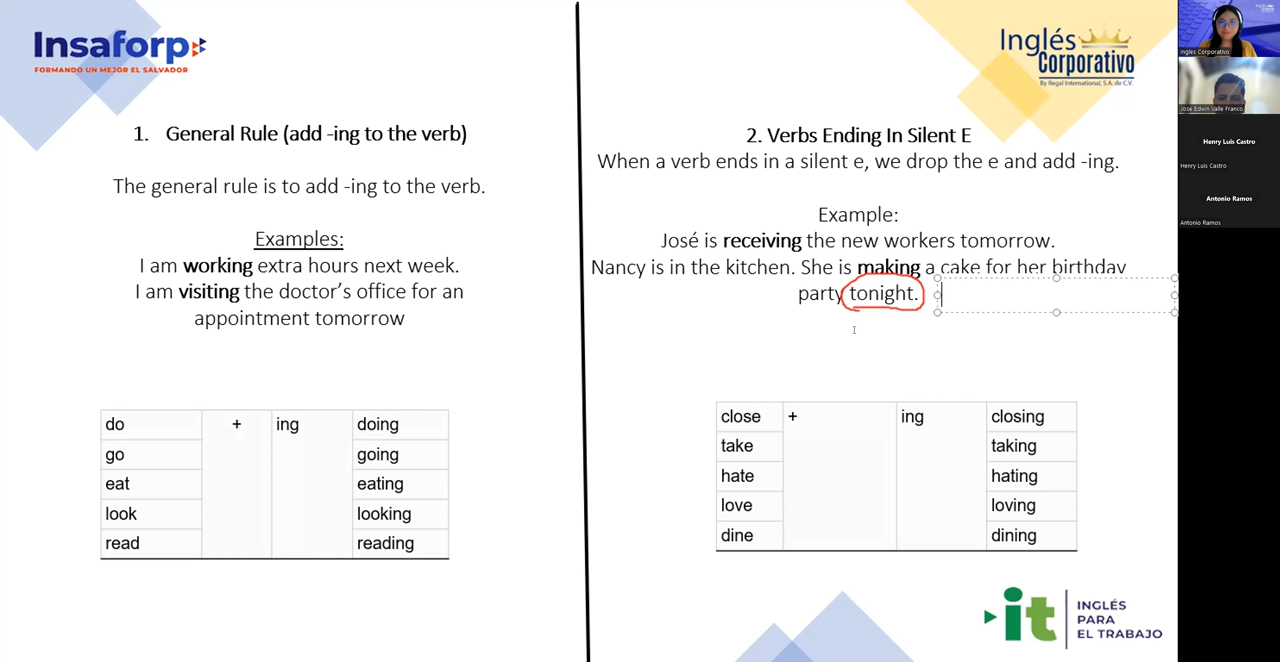 Insaforp
FORMANDO UN MEJOR EL SALVADOR
Inglés
Corporativo
By Regal International, S.A. de C.V.
1. General Rule (add -ing to the verb)
The general rule is to add -ing to the verb.
Examples:
I am working extra hours next week.
I am visiting the doctor's office for an
appointment tomorrow
do + ing doing
go going
eat eating
look looking
read reading
2. Verbs Ending In Silent E
When a verb ends in a silent e, we drop the e and add -ing.
Example:
José is receiving the new workers tomorrow.
Nancy is in the kitchen. She is making a cake for her birthday
party tonight.
close + ing closing
take taking
hate hating
love loving
dine dining
it
INGLÉS
PARA
EL TRABAJO
Ingles Corporativo
José Edwin Valle Franco
Henry Luis Castro
Henry Luis Castro
Antonio Ramos
Antonio Ramos